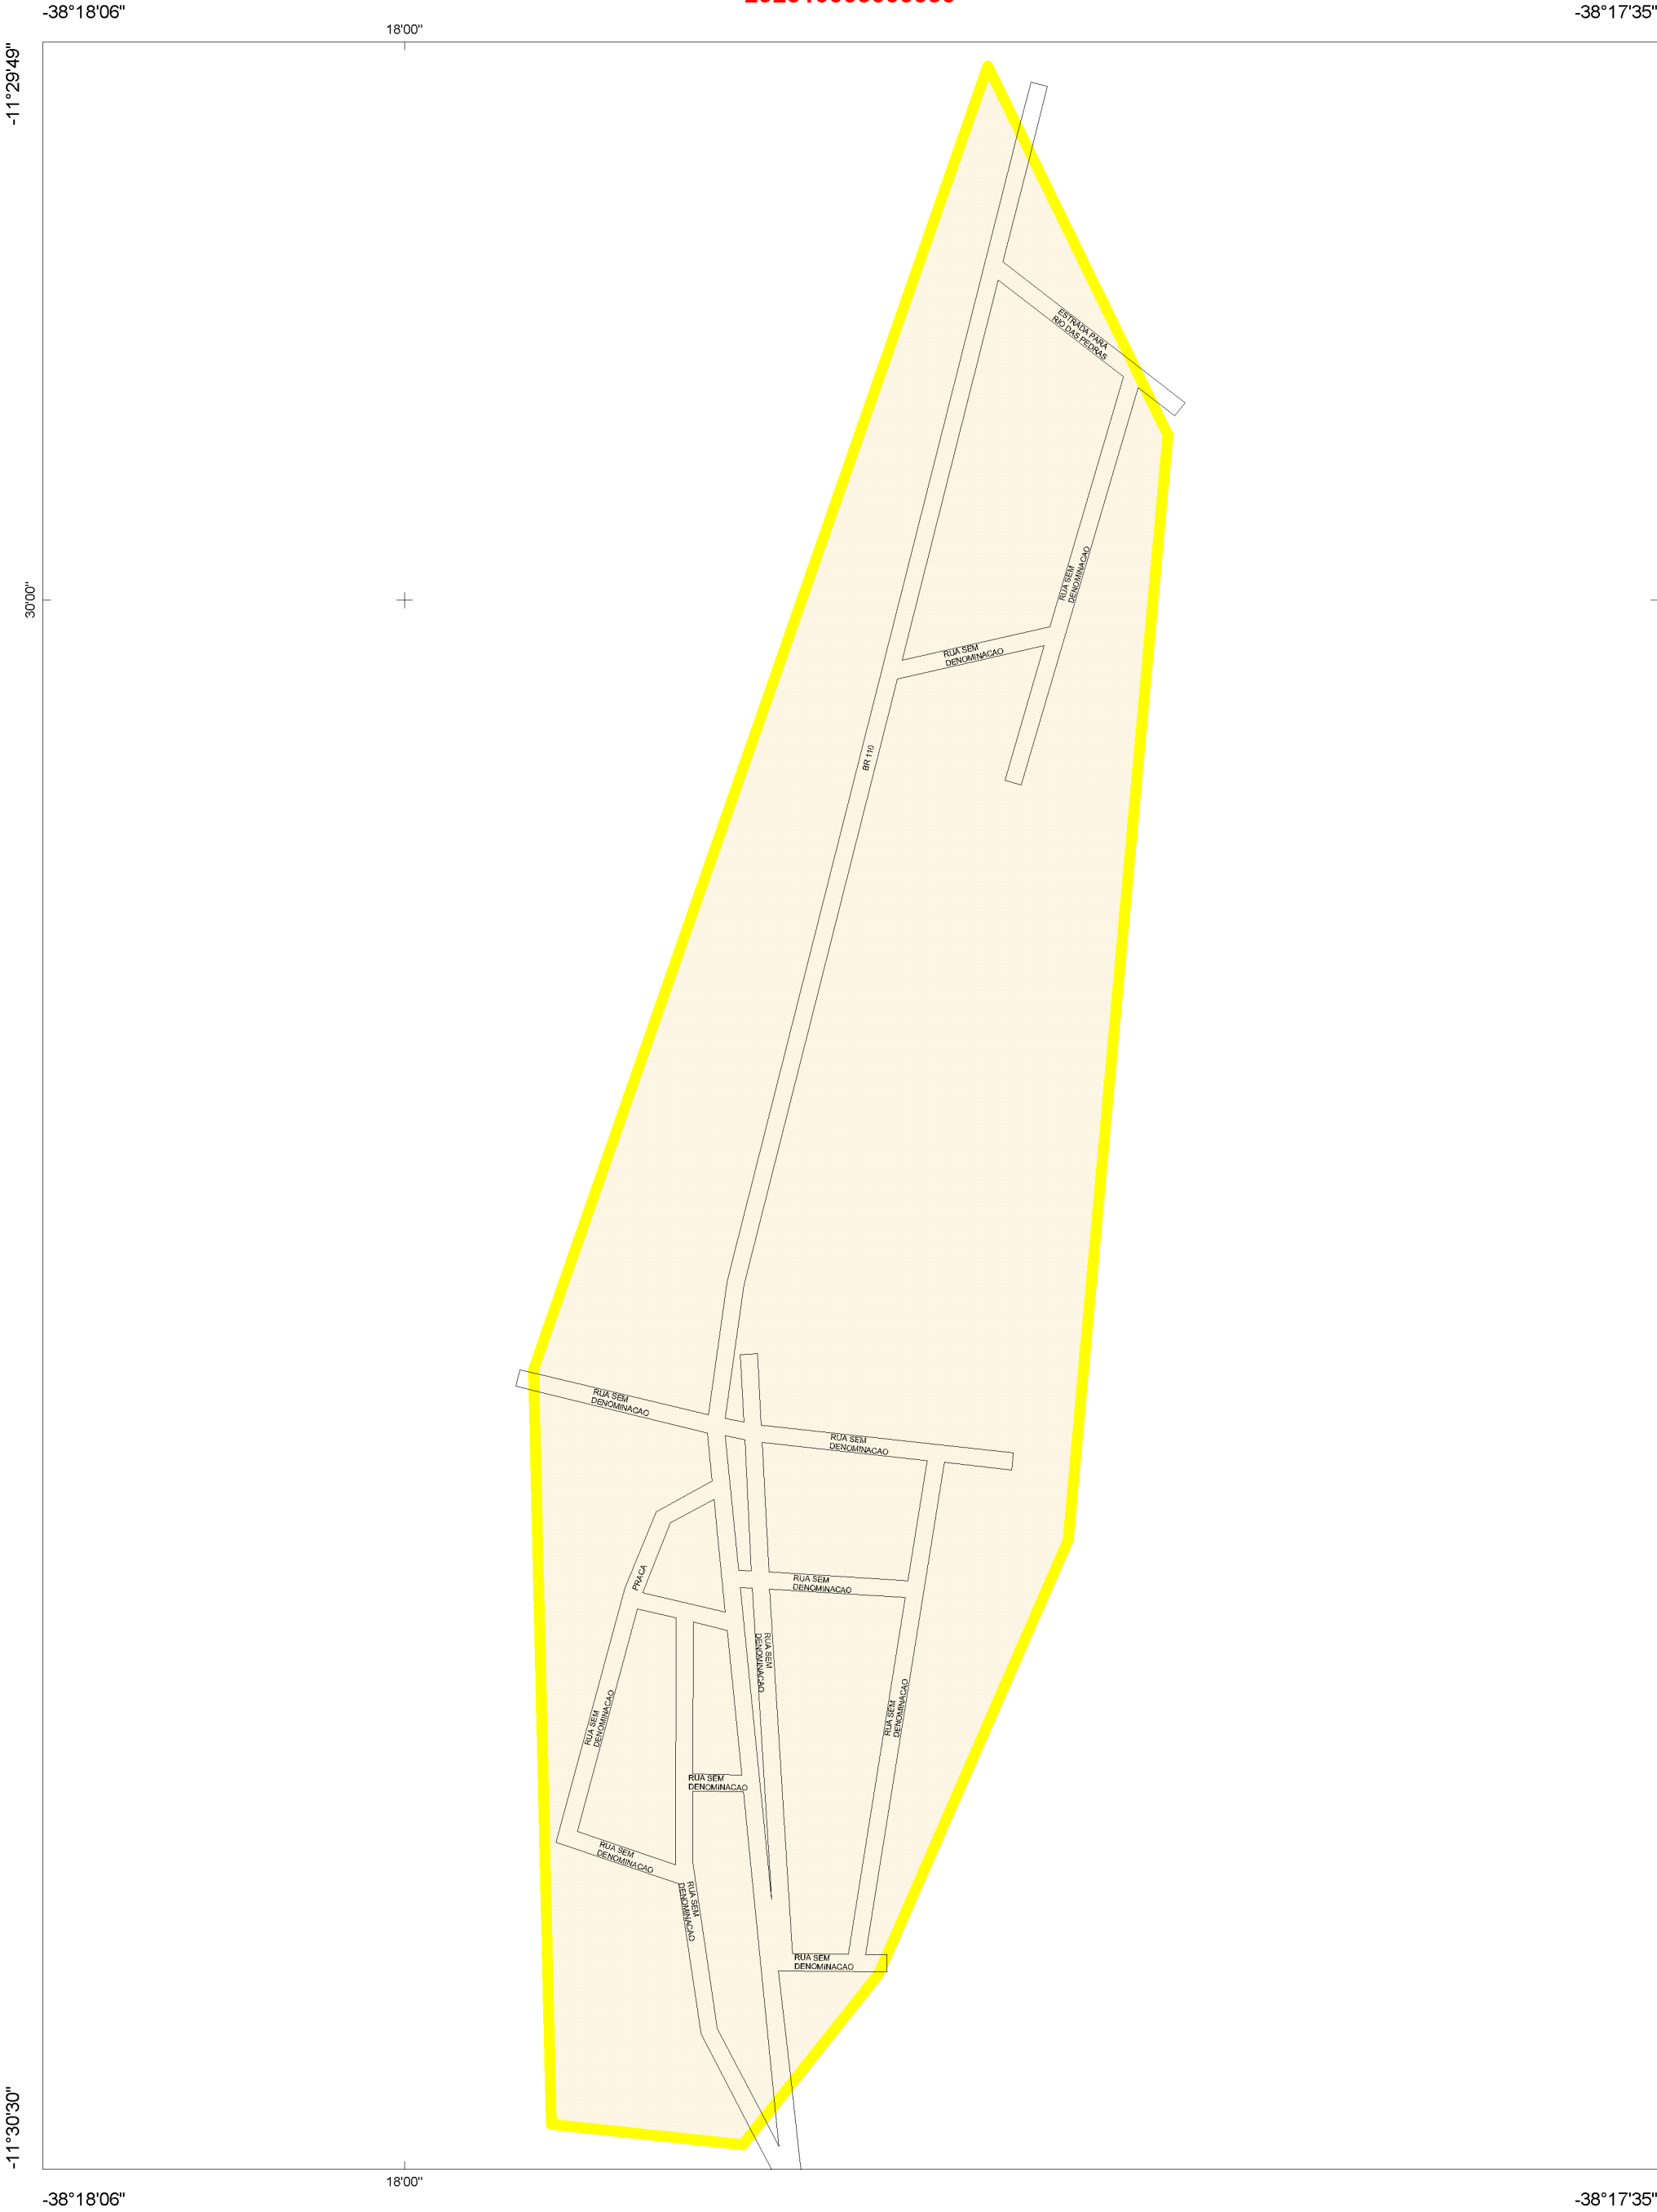 -38°18'06"
-38°17'35"
18'00"
-11°29'49"
ESTRADA PARA
RIO DAS PEDRAS
RUA SEM
DENOMINACAO
30'00"
RUA SEM
DENOMINACAO
BR 110
RUA SEM
DENOMINACAO
RUA SEM
DENOMINACAO
PRACA
RUA SEM
DENOMINACAO
RUA SEM
DENOMINACAO
RUA SEM
DENOMINACAO
RUA SEM
DENOMINACAO
RUA SEM
DENOMINACAO
RUA SEM
DENOMINACAO
RUA SEM
DENOMINACAO
RUA SEM
DENOMINACAO
-11°30'30"
18'00"
-38°18'06"
-38°17'35"